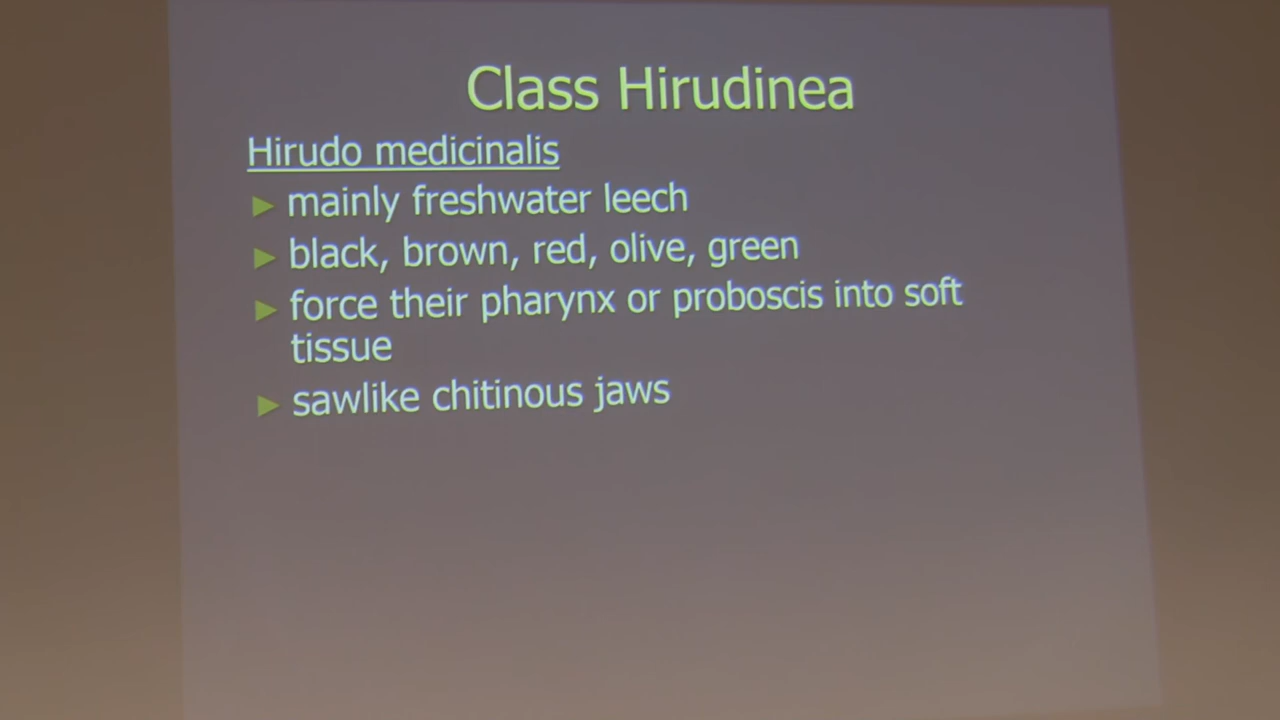 Class Hirudinea
Hirudo medicinalis
► mainly freshwater leech
► black, brown, red, olive, green
► force their pharynx or proboscis into soft
tissue
► sawlike chitinous jaws